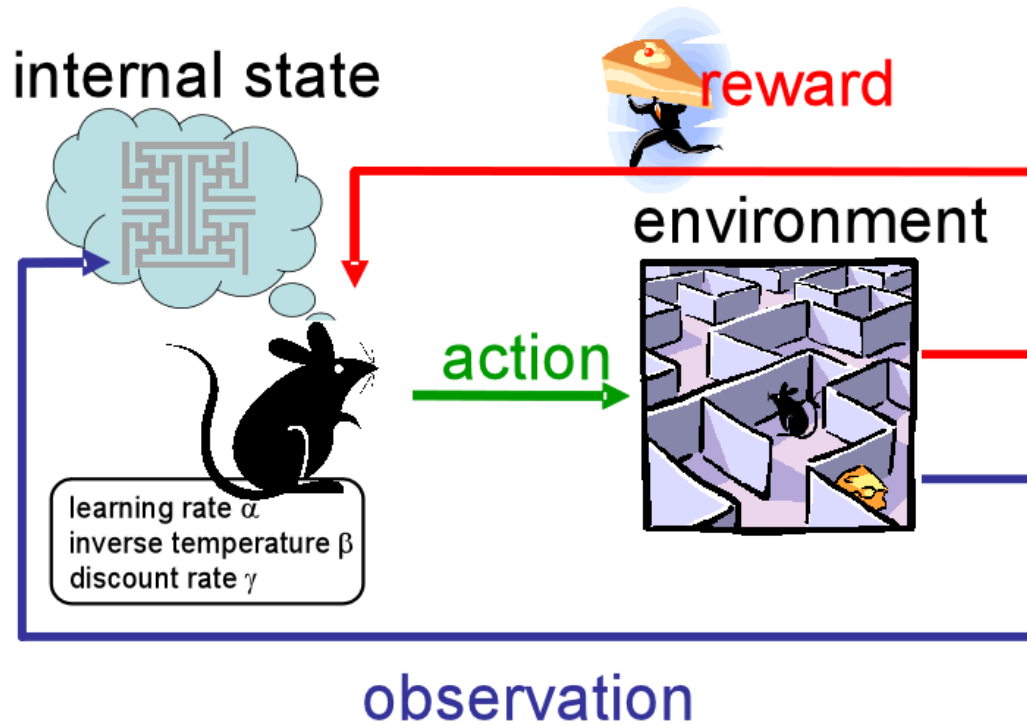 internal state
reward
environment
action
learning rate α
inverse temperature β
discount rate γ
observation